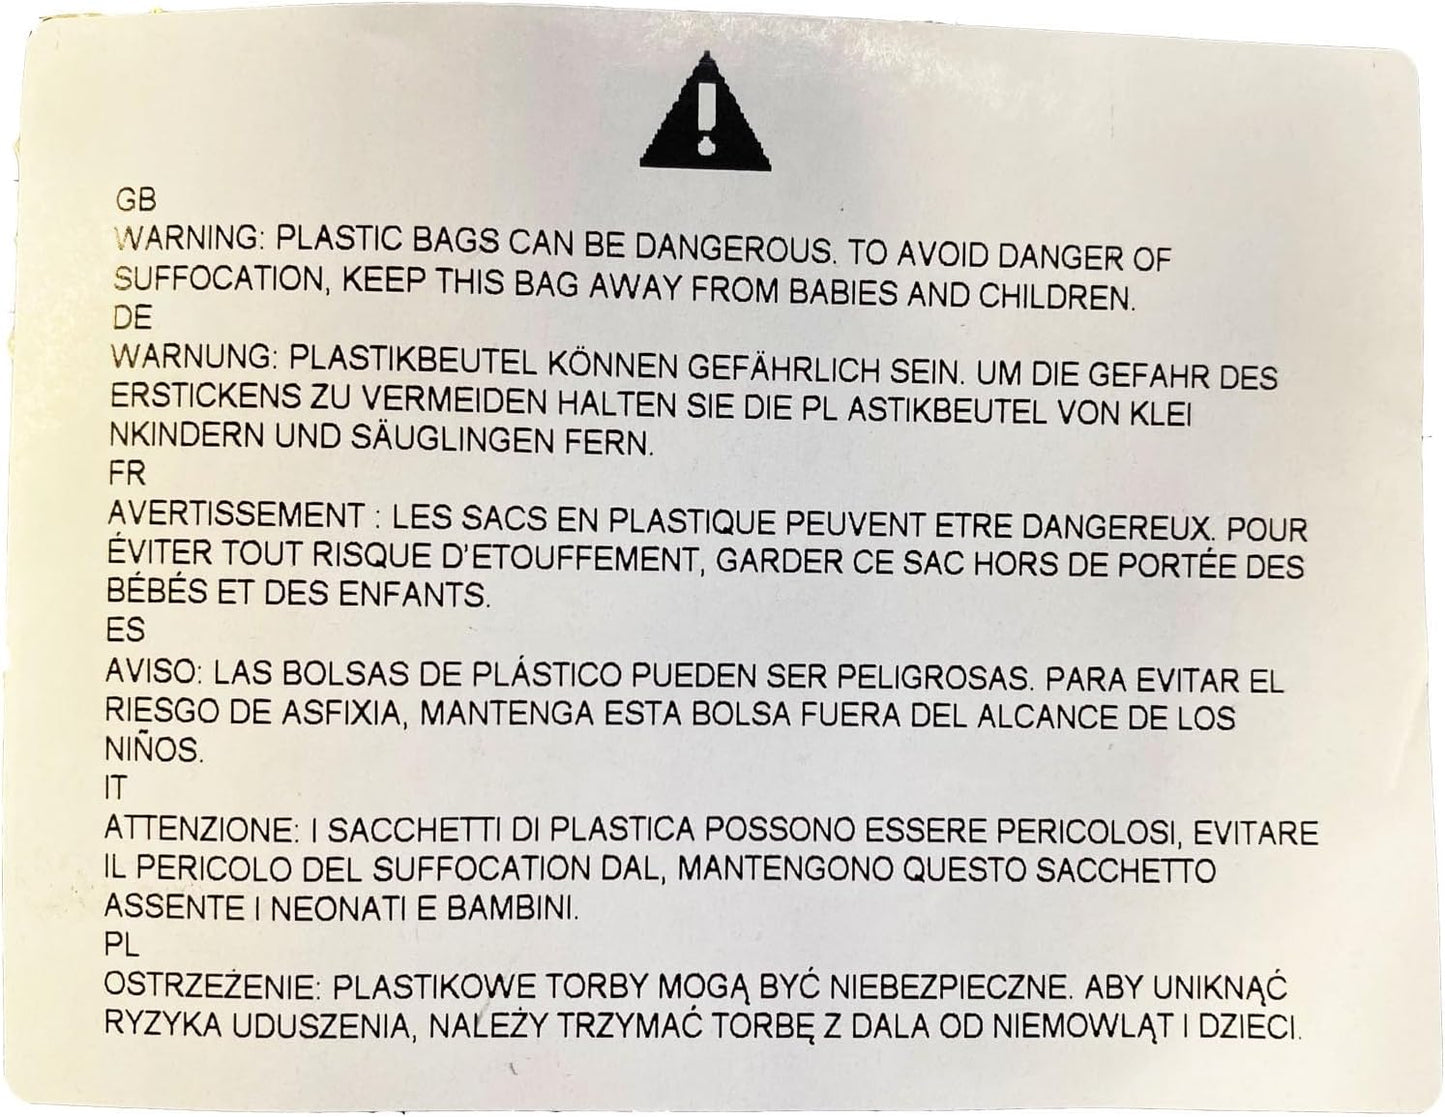 GB
WARNING: PLASTIC BAGS CAN BE DANGEROUS. TO AVOID DANGER OF
SUFFOCATION, KEEP THIS BAG AWAY FROM BABIES AND CHILDREN.
DE
WARNUNG: PLASTIKBEUTEL KÖNNEN GEFÄHRLICH SEIN. UM DIE GEFAHR DES
ERSTICKENS ZU VERMEIDEN HALTEN SIE DIE PL ASTIKBEUTEL VON KLEI
NKINDERN UND SÄUGLINGEN FERN.
FR
AVERTISSEMENT : LES SACS EN PLASTIQUE PEUVENT ETRE DANGEREUX. POUR
ÉVITER TOUT RISQUE D'ETOUFFEMENT, GARDER CE SAC HORS DE PORTÉE DES
BÉBÉS ET DES ENFANTS.
ES
AVISO: LAS BOLSAS DE PLÁSTICO PUEDEN SER PELIGROSAS. PARA EVITAR EL
RIESGO DE ASFIXIA, MANTENGA ESTA BOLSA FUERA DEL ALCANCE DE LOS
NIÑOS.
IT
ATTENZIONE: I SACCHETTI DI PLASTICA POSSONO ESSERE PERICOLOSI, EVITARE
IL PERICOLO DEL SUFFOCATION DAL, MANTENGONO QUESTO SACCHETTO
ASSENTE I NEONATI E BAMBINI.
PL
OSTRZEŻENIE: PLASTIKOWE TORBY MOGĄ BYĆ NIEBEZPIECZNE. ABY UNIKNĄĆ
RYZYKA UDUSZENIA, NALEŻY TRZYMAĆ TORBĘ Z DALA OD NIEMOWLĄT I DZIECI.